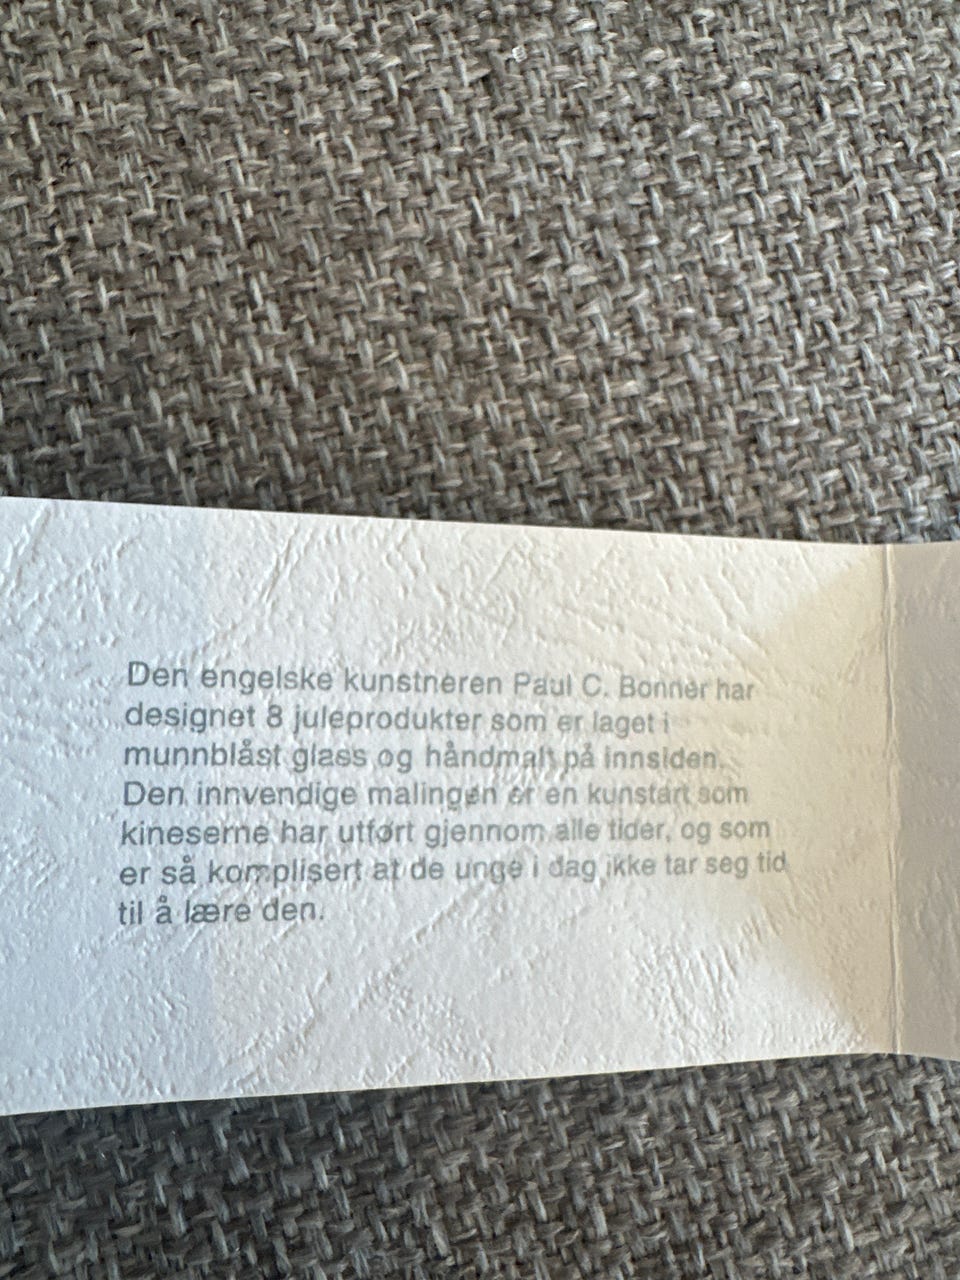 Den engelske kunstneren Paul C. Bonner har
designet 8 juleprodukter som er laget i
munnblåst glass og håndmalt på innsiden.
Den innvendige malingen er en kunstart som
kineserne har utført gjennom alle tider, og som
er så komplisert at de unge i dag ikke tar seg tid
til å lære den.